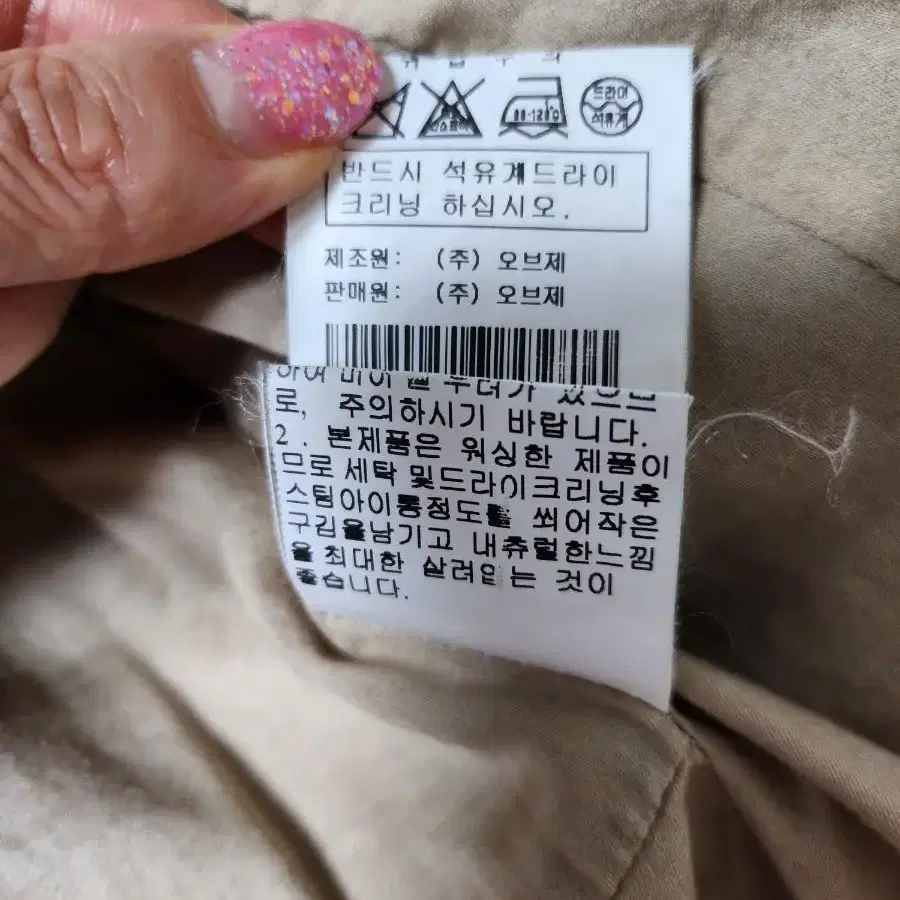 드라이
석유계
반드시 석유계드라이
크리닝 하십시오.
제조원: (주) 오브제
판매원: (주) 오브제
로, 주의하시기 바랍니다.
2. 본제품은 워싱한 제품이
므로 세탁 및드라이크리닝후
스팀아이롱정도를 쐬어작은
구김을남기고 내츄럴한느낌
을 최대한 살려입는 것이
좋습니다.